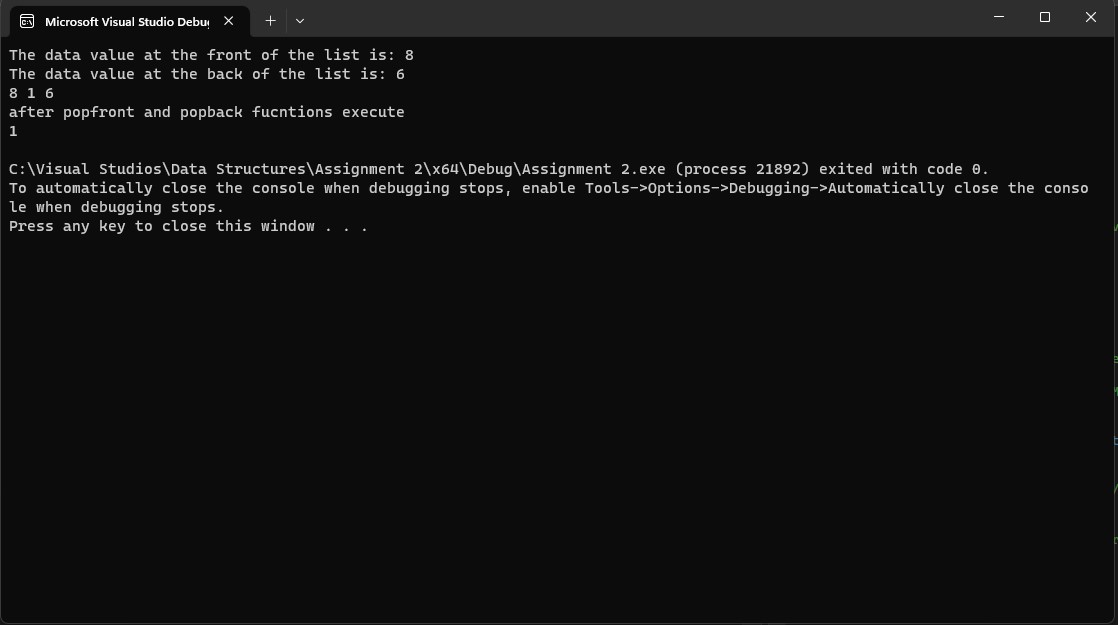 Microsoft Visual Studio Debu
The data value at the front of the list is: 8
The data value at the back of the list is: 6
8 1 6
after popfront and popback fucntions execute
1
C:\Visual Studios\Data Structures\Assignment 2\x64\Debug\Assignment 2.exe (process 21892) exited with code 0.
To automatically close the console when debugging stops, enable Tools->Options->Debugging->Automatically close the conso
le when debugging stops.
Press any key to close this window . . .